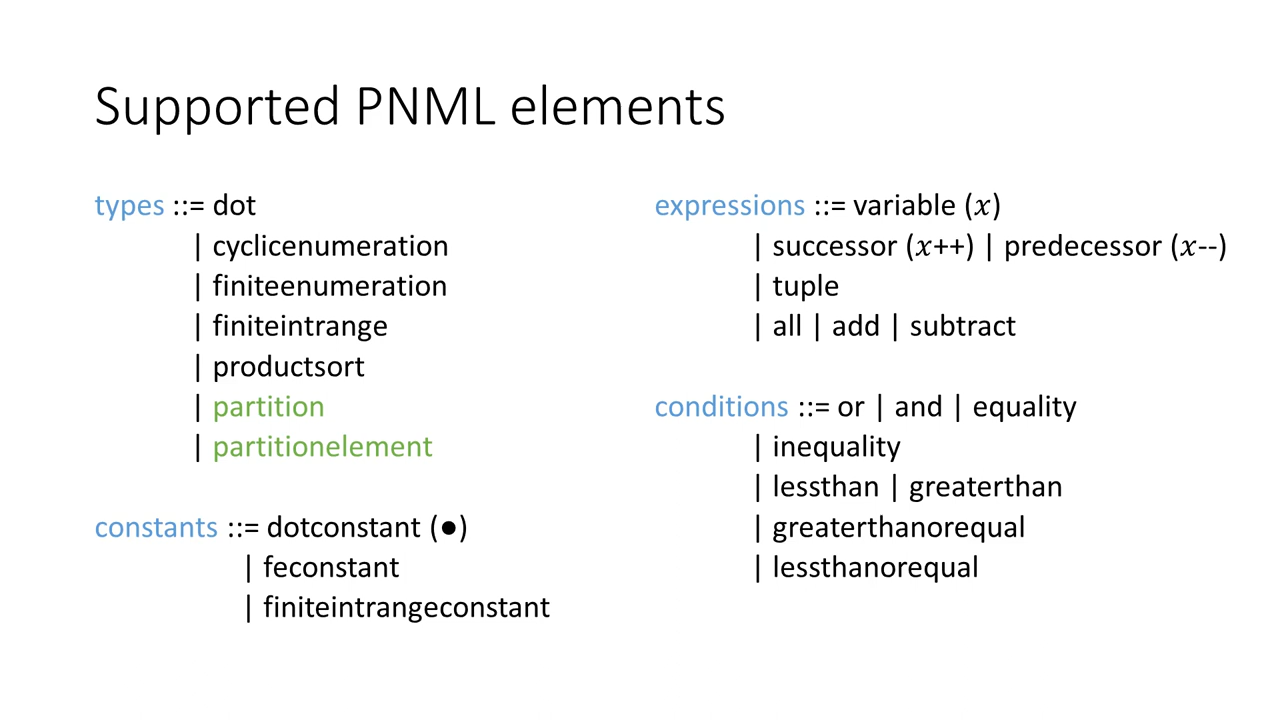 Supported PNML elements
types ::= dot
| cyclicenumeration
| finiteenumeration
| finiteintrange
| productsort
| partition
| partitionelement
constants ::= dotconstant (●)
| feconstant
| finiteintrangeconstant
expressions ::= variable (𝑥)
| successor (𝑥++) | predecessor (𝑥--)
| tuple
| all | add | subtract
conditions ::= or | and | equality
| inequality
| lessthan | greaterthan
| greaterthanorequal
| lessthanorequal